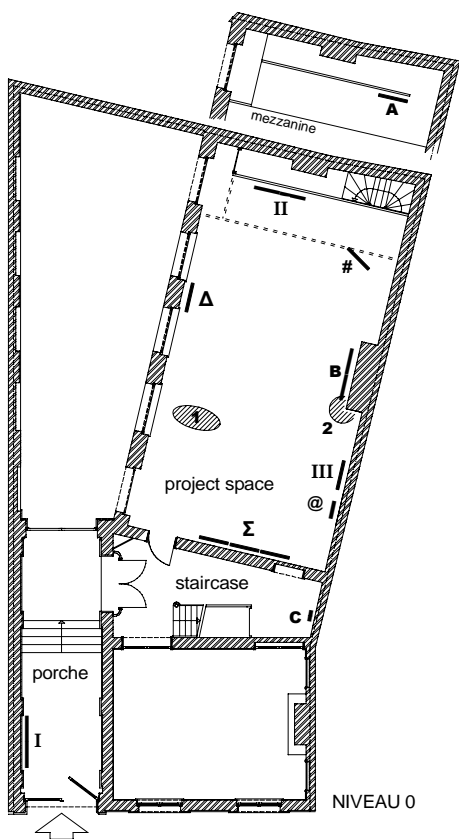 A
mezzanine
II
#
Δ
B
1
2
III
project space
@
Σ
staircase
C
porche
I
NIVEAU 0